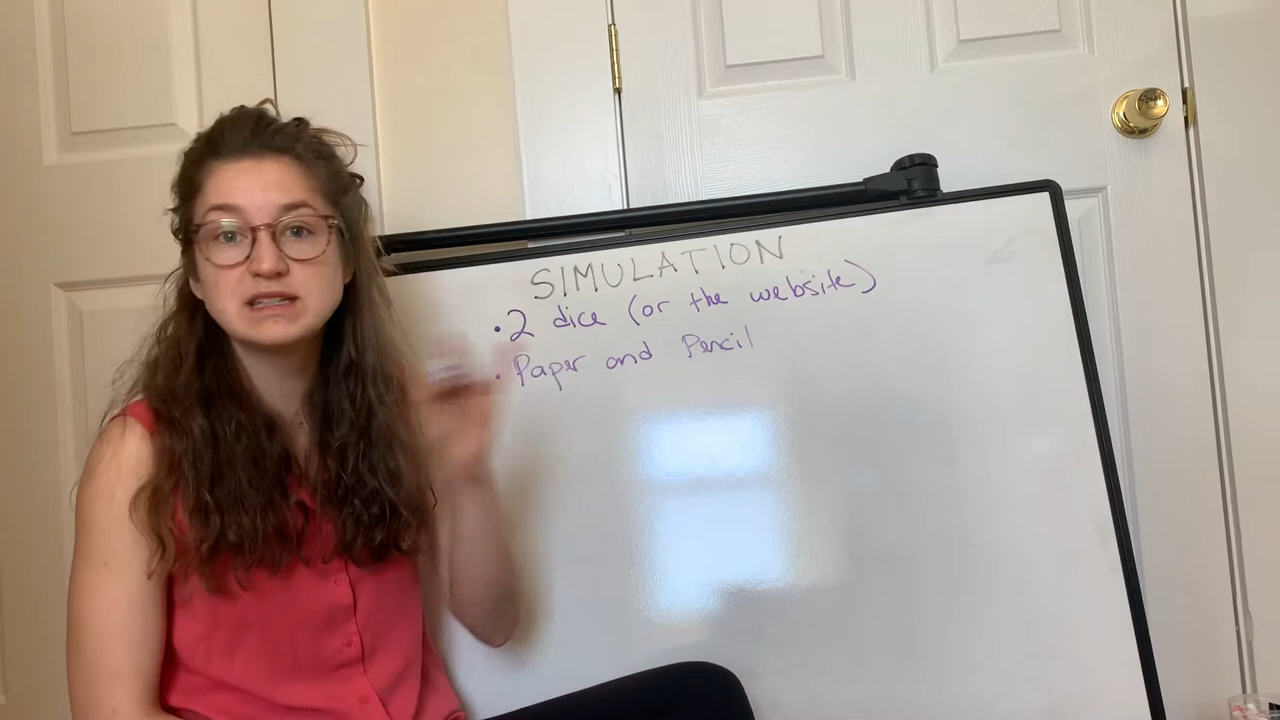 SIMULATION
• 2 dice (or the website)
• Paper and Pencil